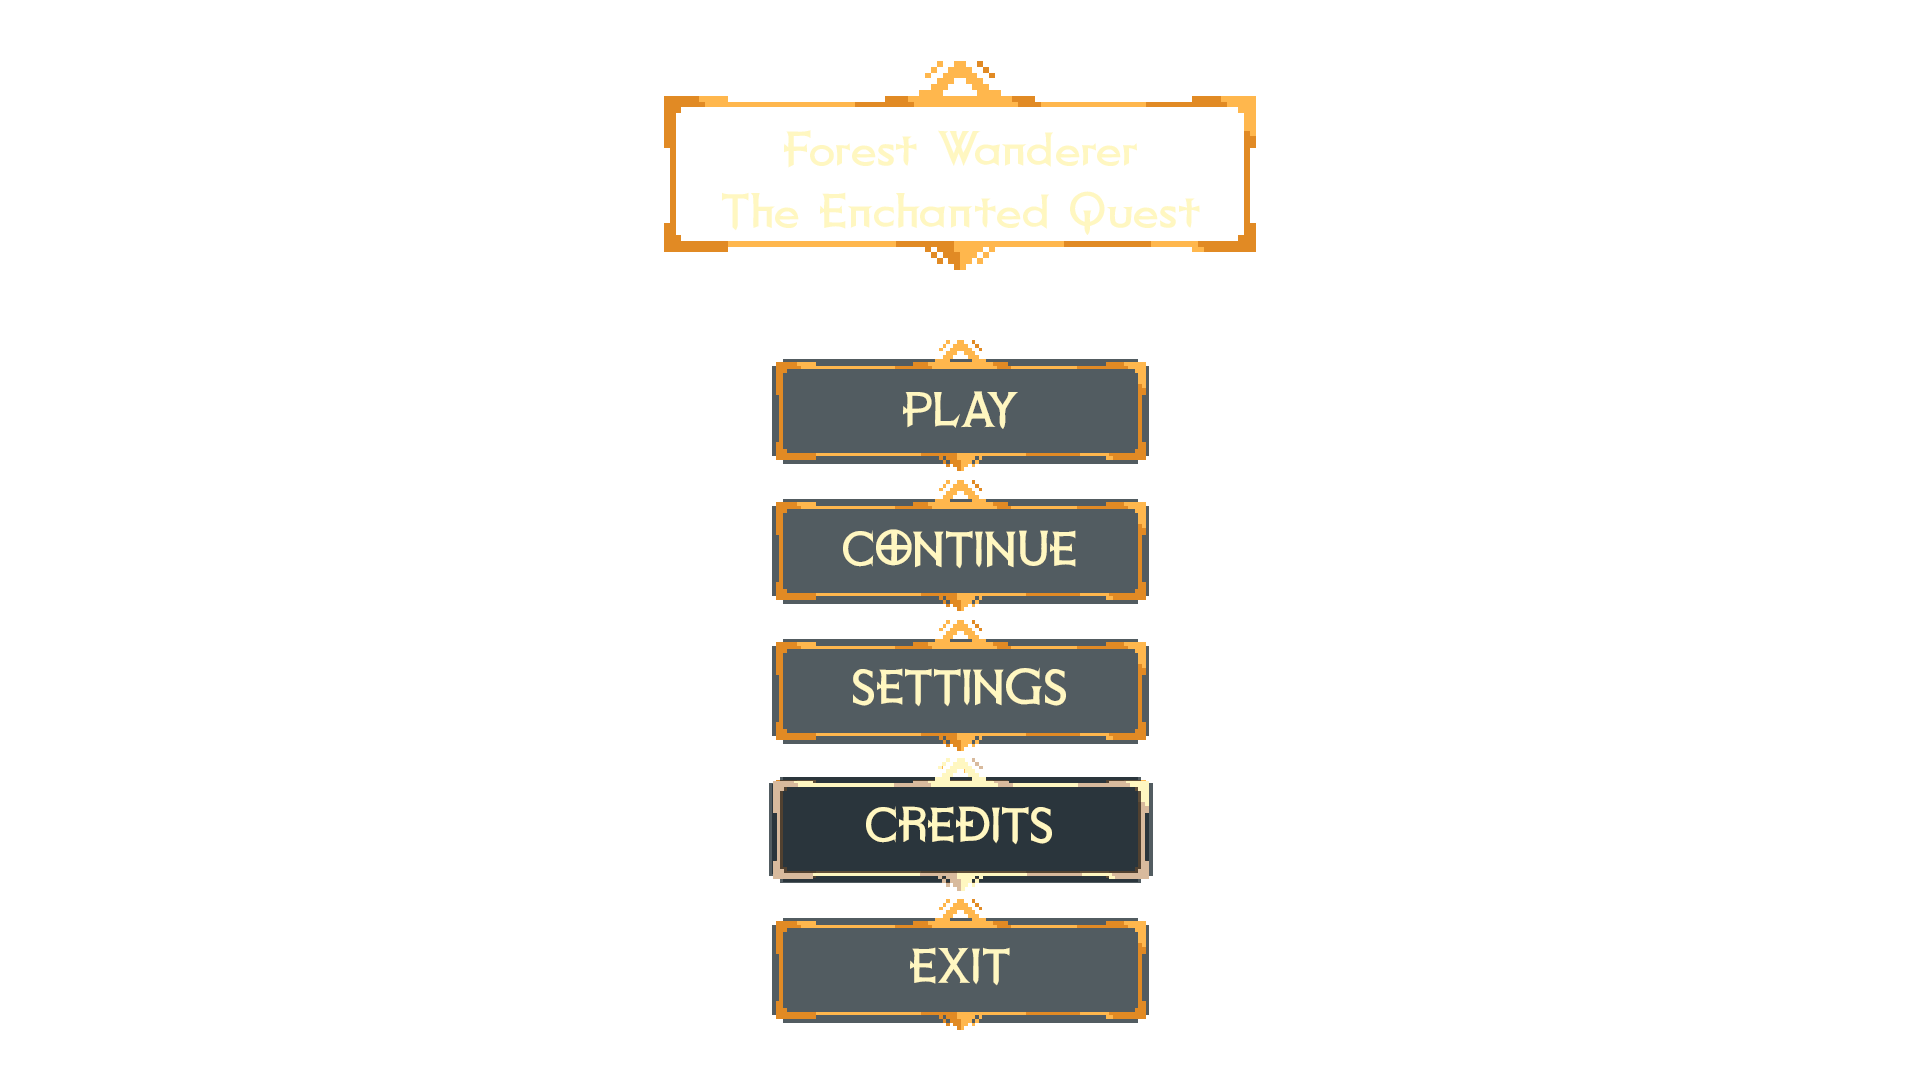 Forest Wanderer
The Enchanted Quest
PLAY
CONTINUE
SETTINGS
CREDITS
EXIT